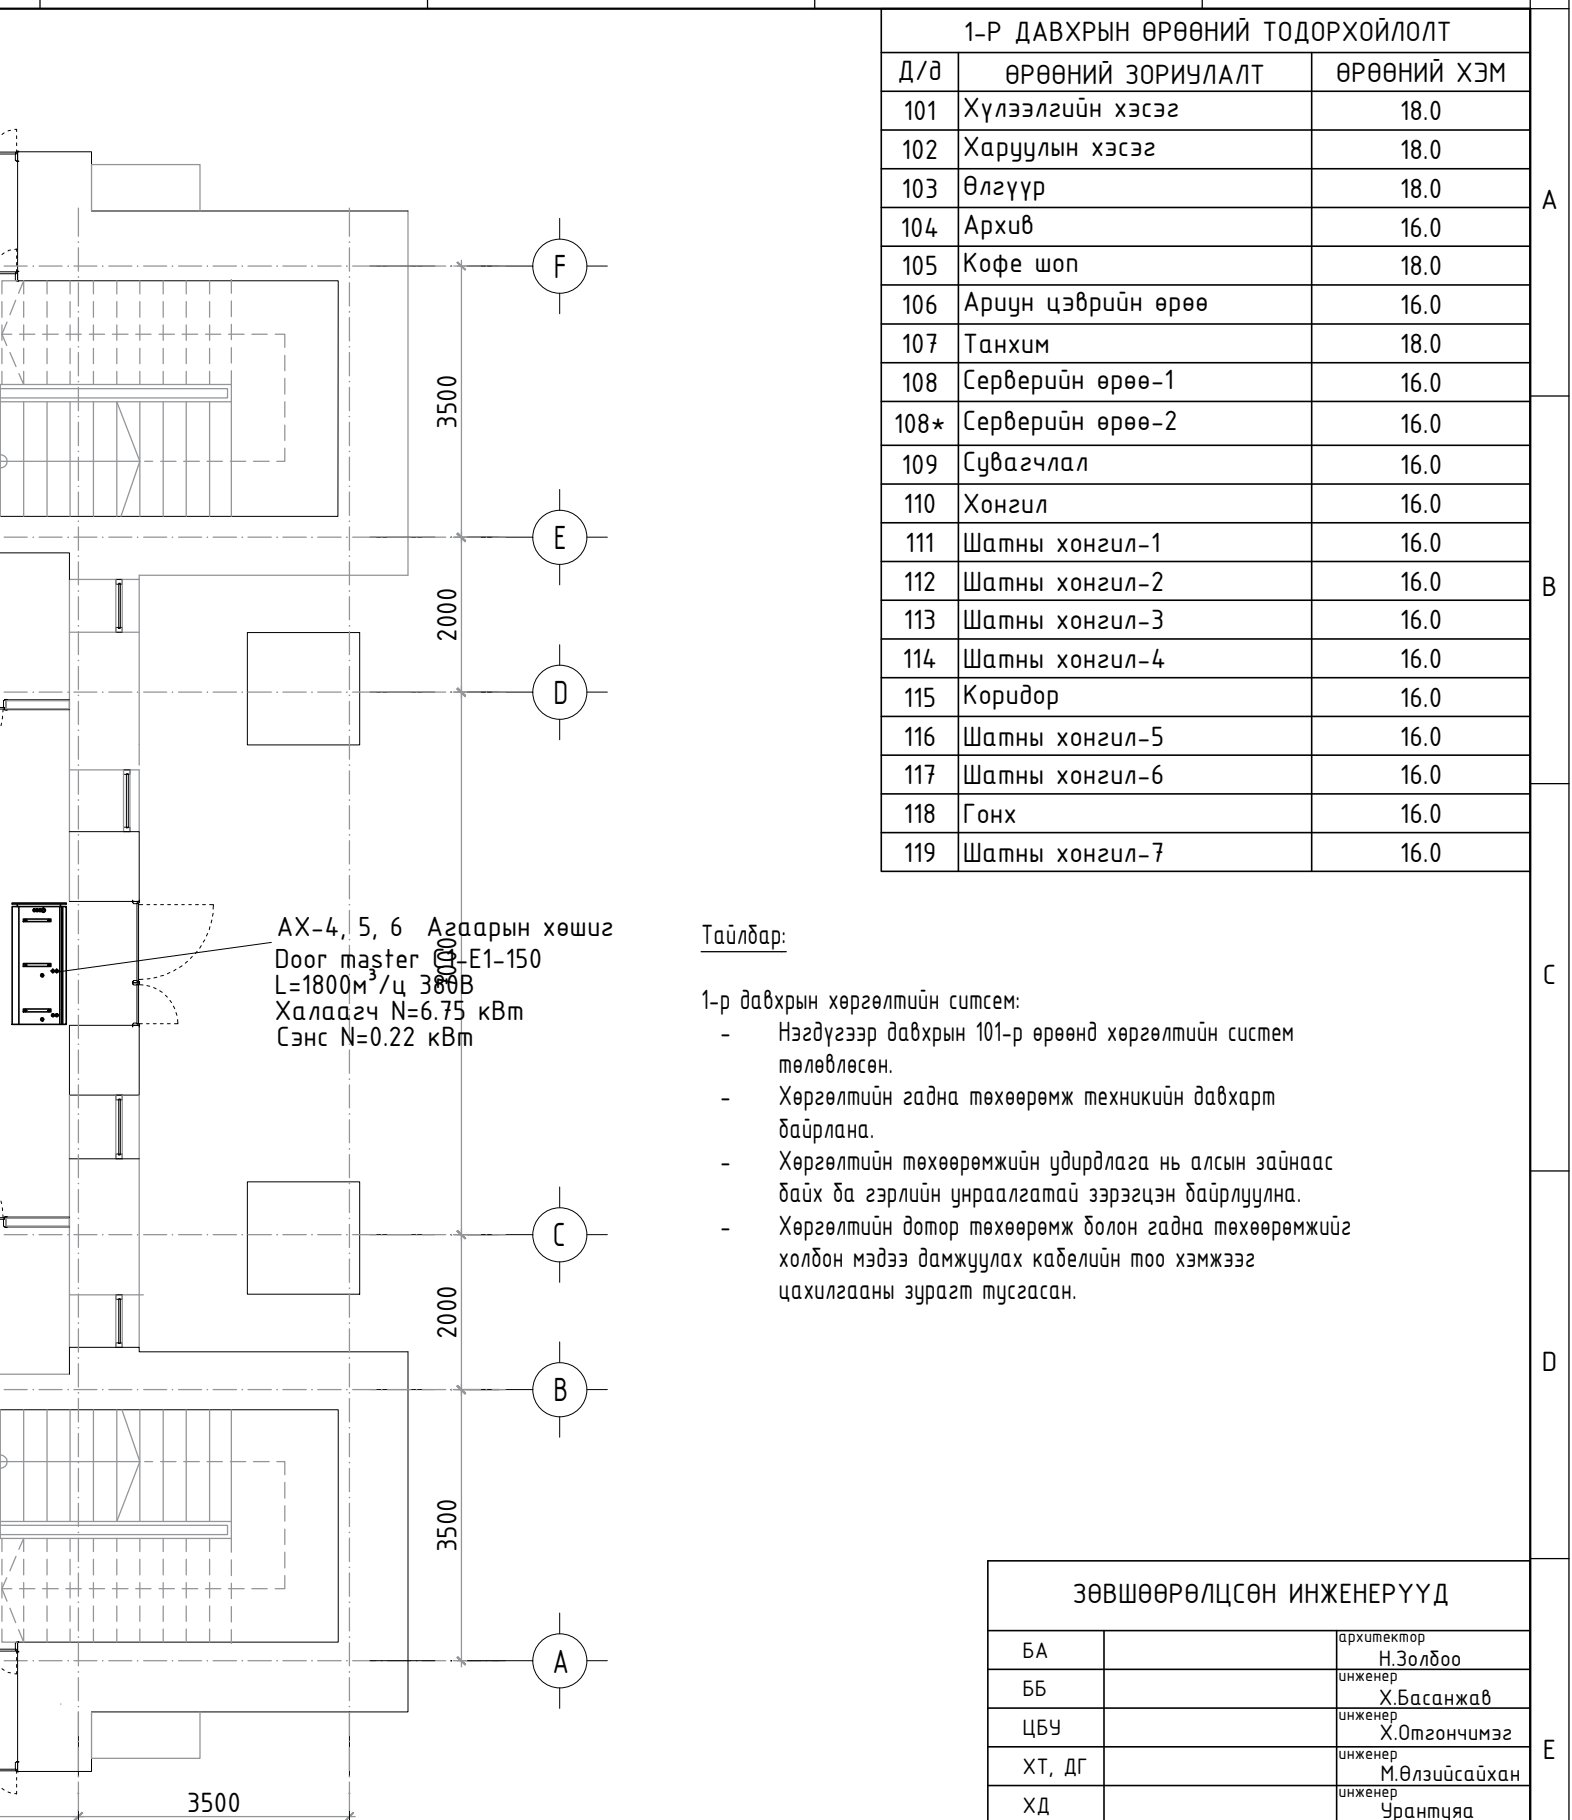 1-Р ДАВХРЫН ӨРӨӨНИЙ ТОДОРХОЙЛОЛТ
Д/д ӨРӨӨНИЙ ЗОРИУЛАЛТ ӨРӨӨНИЙ ХЭМ
101 Хүлээлгийн хэсэг 18.0
102 Харуулын хэсэг 18.0
103 Өлгүүр 18.0
104 Архив 16.0
105 Кофе шоп 18.0
106 Ариун цэврийн өрөө 16.0
107 Танхим 18.0
108 Серверийн өрөө-1 16.0
108* Серверийн өрөө-2 16.0
109 Сувагчлал 16.0
110 Хонгил 16.0
111 Шатны хонгил-1 16.0
112 Шатны хонгил-2 16.0
113 Шатны хонгил-3 16.0
114 Шатны хонгил-4 16.0
115 Коридор 16.0
116 Шатны хонгил-5 16.0
117 Шатны хонгил-6 16.0
118 Гонх 16.0
119 Шатны хонгил-7 16.0
A
B
C
D
E
F
3500
E
2000
D
AX-4, 5, 6 Агаарын хөшиг
Door master C1-E1-150
L=1800м³/ц 380В
Халаагч N=6.75 кВт
Сэнс N=0.22 кВт
C
2000
B
3500
A
3500
Тайлбар:
1-р давхрын хөргөлтийн ситсем:
- Нэгдүгээр давхрын 101-р өрөөнд хөргөлтийн систем
төлөвлөсөн.
- Хөргөлтийн гадна төхөөрөмж техникийн давхарт
байрлана.
- Хөргөлтийн төхөөрөмжийн удирдлага нь алсын зайнаас
байх ба гэрлийн унраалгатай зэрэгцэн байрлуулна.
- Хөргөлтийн дотор төхөөрөмж болон гадна төхөөрөмжийг
холбон мэдээ дамжуулах кабелийн тоо хэмжээг
цахилгааны зурагт тусгасан.
ЗӨВШӨӨРӨЛЦСӨН ИНЖЕНЕРҮҮД
БА архитектор
Н.Золбоо
ББ инженер
Х.Басанжав
ЦБУ инженер
Х.Отгончимэг
ХТ, ДГ инженер
М.Өлзийсайхан
ХД инженер
Урантуяа